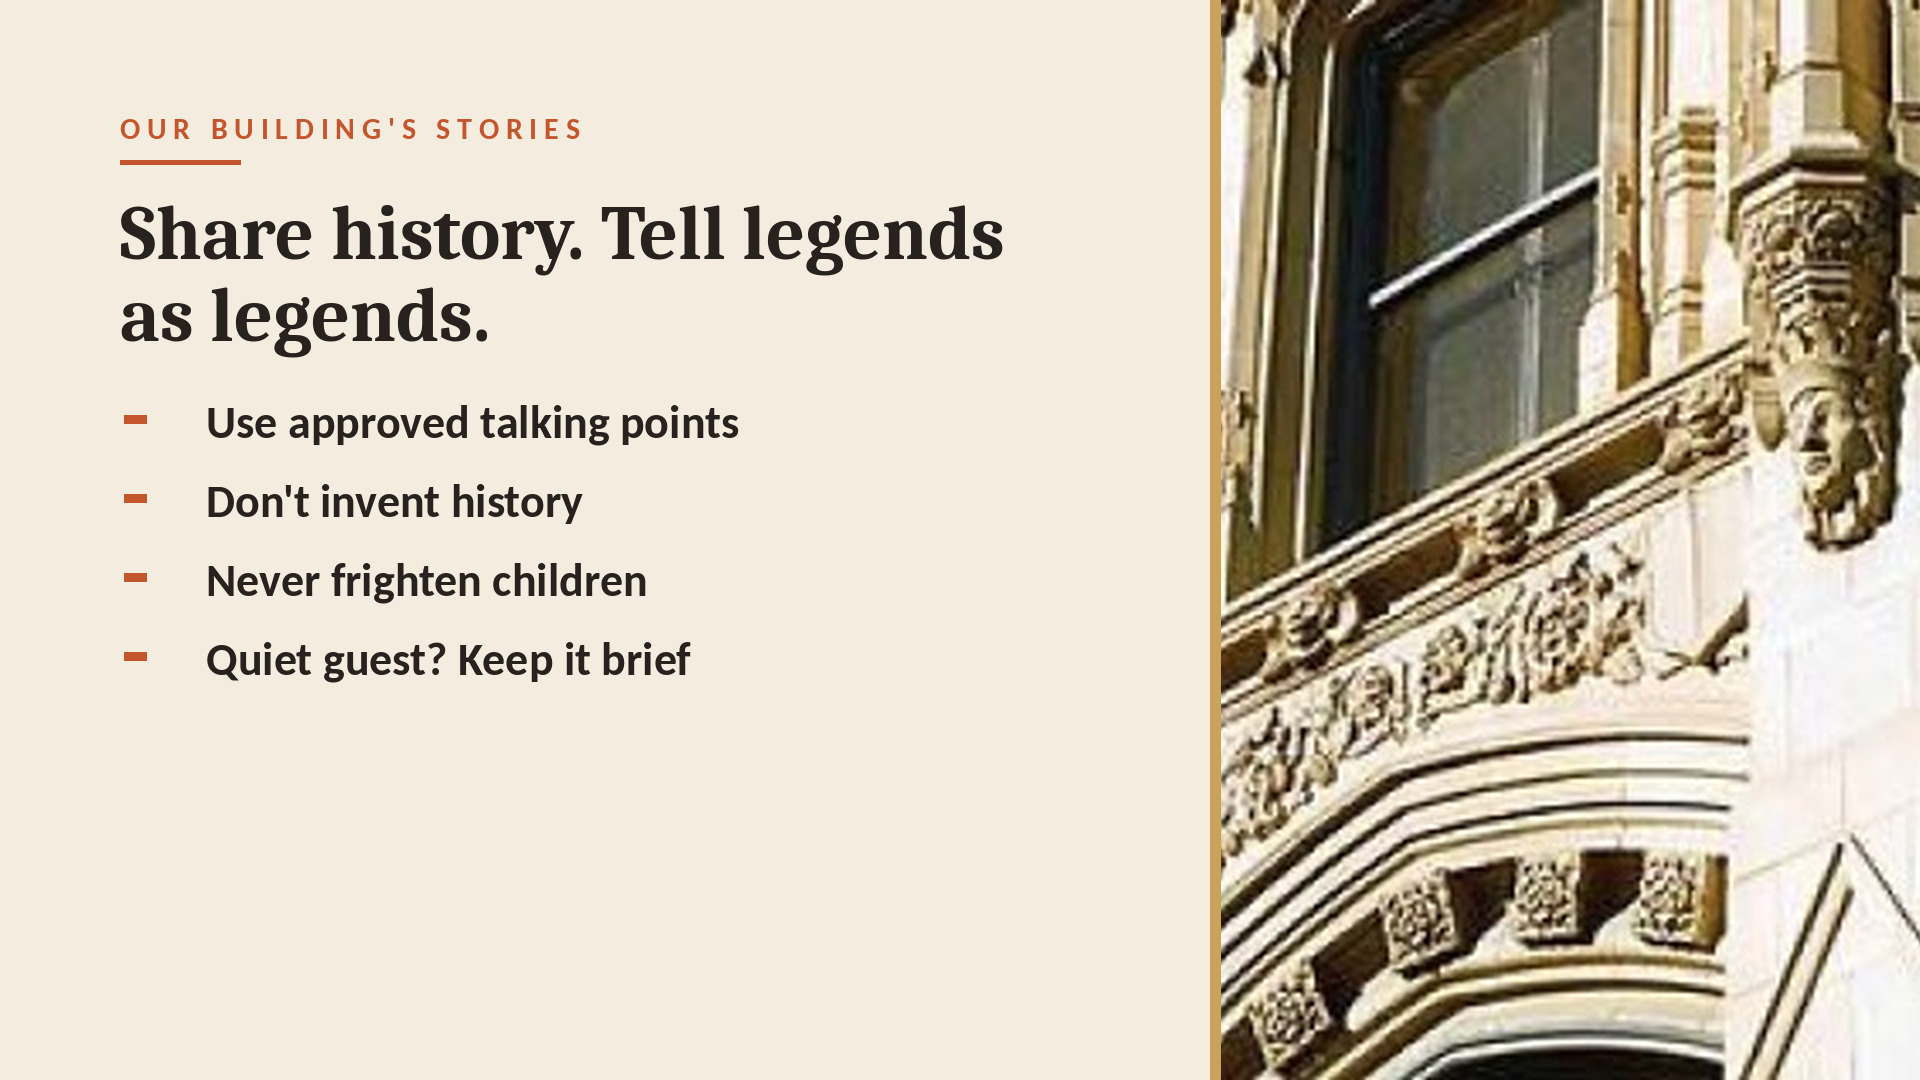 OUR BUILDING'S STORIES
Share history. Tell legends
as legends.
Use approved talking points
Don't invent history
Never frighten children
Quiet guest? Keep it brief